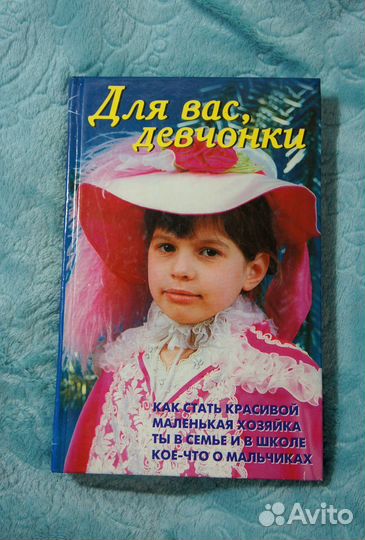 Для вас,
девчонки
КАК СТАТЬ КРАСИВОЙ
МАЛЕНЬКАЯ ХОЗЯЙКА
ТЫ В СЕМЬЕ И В ШКОЛЕ
КОЕ-ЧТО О МАЛЬЧИКАХ
Avito